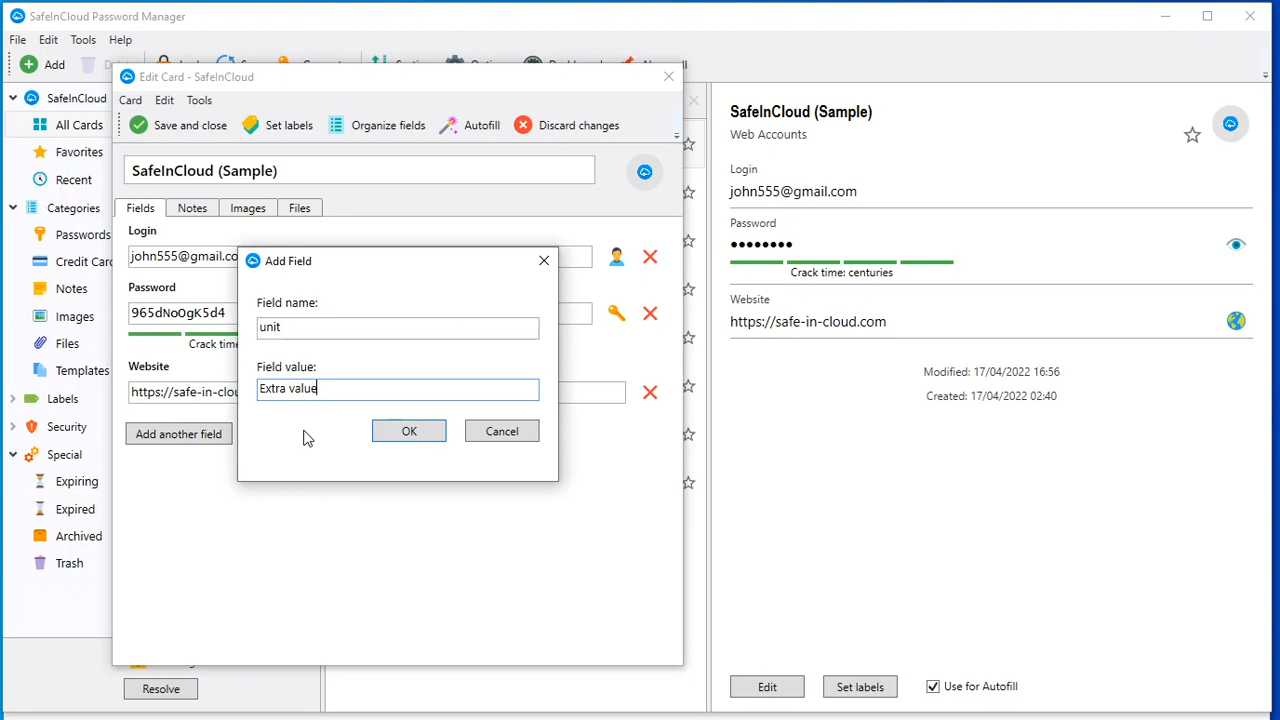 SafeInCloud Password Manager
File Edit Tools Help
Add
Edit Card - SafeInCloud
Card Edit Tools
Save and close Set labels Organize fields Autofill Discard changes
SafeInCloud (Sample)
Fields Notes Images Files
Login
john555@gmail.co
Password
965dNoOgK5d4
Crack time
Website
https://safe-in-clou
Add another field
Add Field
Field name:
unit
Field value:
Extra value
OK Cancel
SafeInCloud
All Cards
Favorites
Recent
Categories
Passwords
Credit Card
Notes
Images
Files
Templates
Labels
Security
Special
Expiring
Expired
Archived
Trash
Resolve
SafeInCloud (Sample)
Web Accounts
Login
john555@gmail.com
Password
●●●●●●●●
Crack time: centuries
Website
https://safe-in-cloud.com
Modified: 17/04/2022 16:56
Created: 17/04/2022 02:40
Edit Set labels Use for Autofill